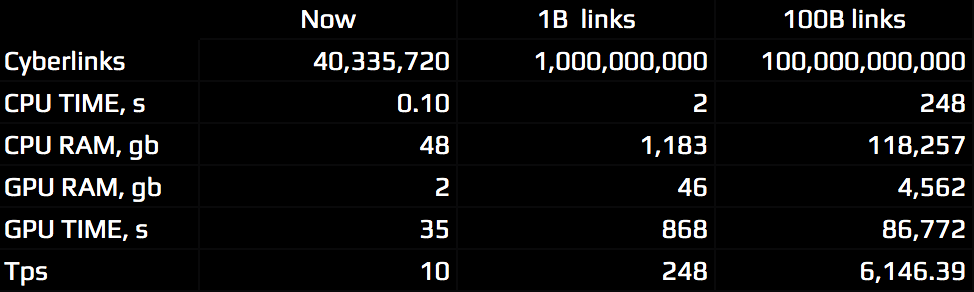 Now 1B links 100B links
Cyberlinks 40,335,720 1,000,000,000 100,000,000,000
CPU TIME, s 0.10 2 248
CPU RAM, gb 48 1,183 118,257
GPU RAM, gb 2 46 4,562
GPU TIME, s 35 868 86,772
Tps 10 248 6,146.39